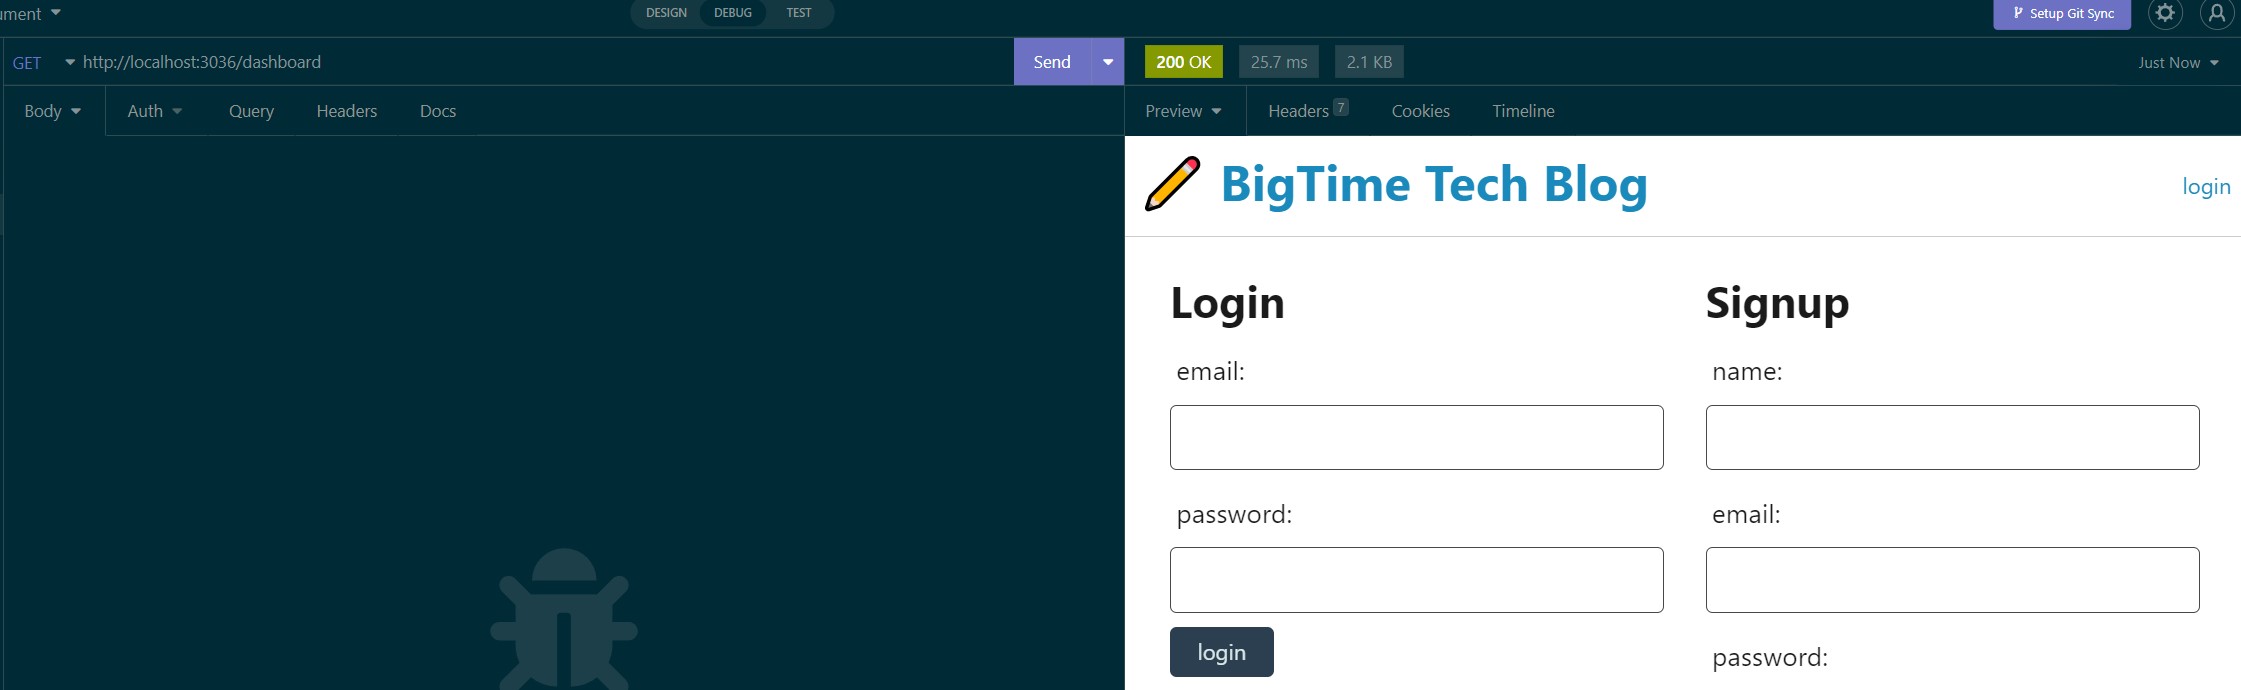 ument
DESIGN DEBUG TEST
Setup Git Sync
GET http://localhost:3036/dashboard Send
200 OK 25.7 ms 2.1 KB Just Now
Body Auth Query Headers Docs
Preview Headers 7 Cookies Timeline
BigTime Tech Blog
login
Login
email:
password:
login
Signup
name:
email:
password: